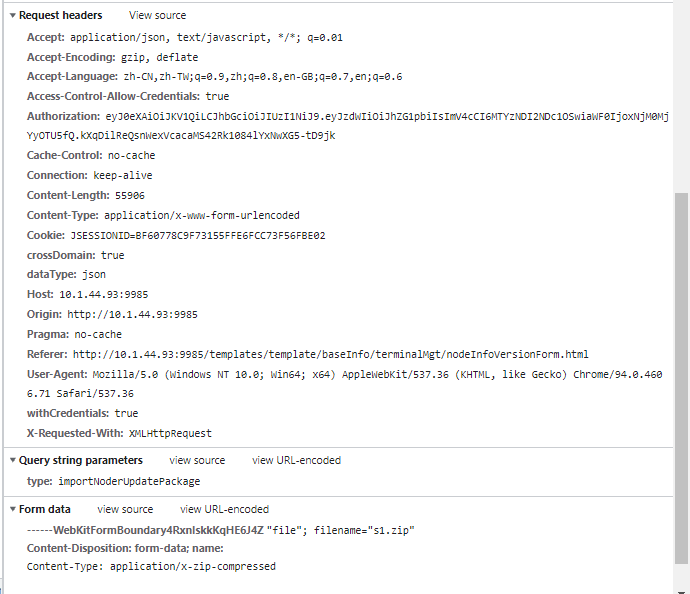 Request headers View source
Accept: application/json, text/javascript, */*; q=0.01
Accept-Encoding: gzip, deflate
Accept-Language: zh-CN,zh-TW;q=0.9,zh;q=0.8,en-GB;q=0.7,en;q=0.6
Access-Control-Allow-Credentials: true
Authorization: eyJ0eXAiOiJKV1QiLCJhbGciOiJIUzI1NiJ9.eyJzdWIiOiJhZG1pbiIsImV4cCI6MTYzNDI2NDc1OSwiaWF0IjoxNjM0Mj
YyOTU5fQ.kXqDilReQsnWexVcacaMS42Rk1084lYxNwXG5-tD9jk
Cache-Control: no-cache
Connection: keep-alive
Content-Length: 55906
Content-Type: application/x-www-form-urlencoded
Cookie: JSESSIONID=BF60778C9F73155FFE6FCC73F56FBE02
crossDomain: true
dataType: json
Host: 10.1.44.93:9985
Origin: http://10.1.44.93:9985
Pragma: no-cache
Referer: http://10.1.44.93:9985/templates/template/baseInfo/terminalMgt/nodeInfoVersionForm.html
User-Agent: Mozilla/5.0 (Windows NT 10.0; Win64; x64) AppleWebKit/537.36 (KHTML, like Gecko) Chrome/94.0.460
6.71 Safari/537.36
withCredentials: true
X-Requested-With: XMLHttpRequest
Query string parameters view source view URL-encoded
type: importNoderUpdatePackage
Form data view source view URL-encoded
------WebKitFormBoundary4RxnIskkKqHE6J4Z "file"; filename="s1.zip"
Content-Disposition: form-data; name:
Content-Type: application/x-zip-compressed